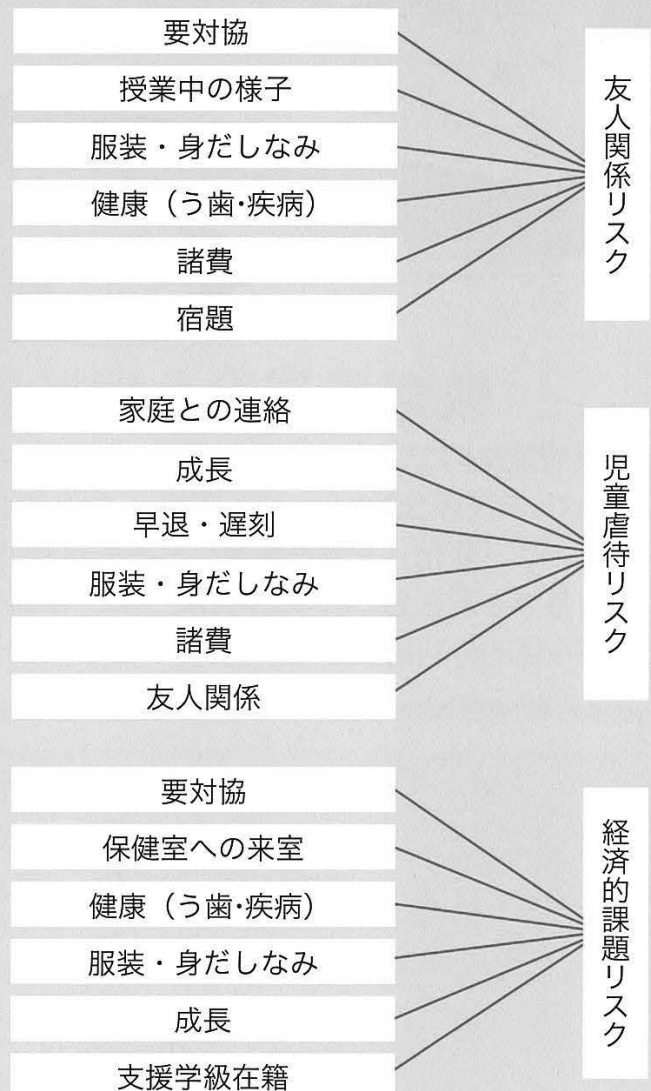 要対協
授業中の様子
服装・身だしなみ
健康（う歯・疾病）
諸費
宿題
友人関係リスク
家庭との連絡
成長
早退・遅刻
服装・身だしなみ
諸費
友人関係
児童虐待リスク
要対協
保健室への来室
健康（う歯・疾病）
服装・身だしなみ
成長
支援学級在籍
経済的課題リスク